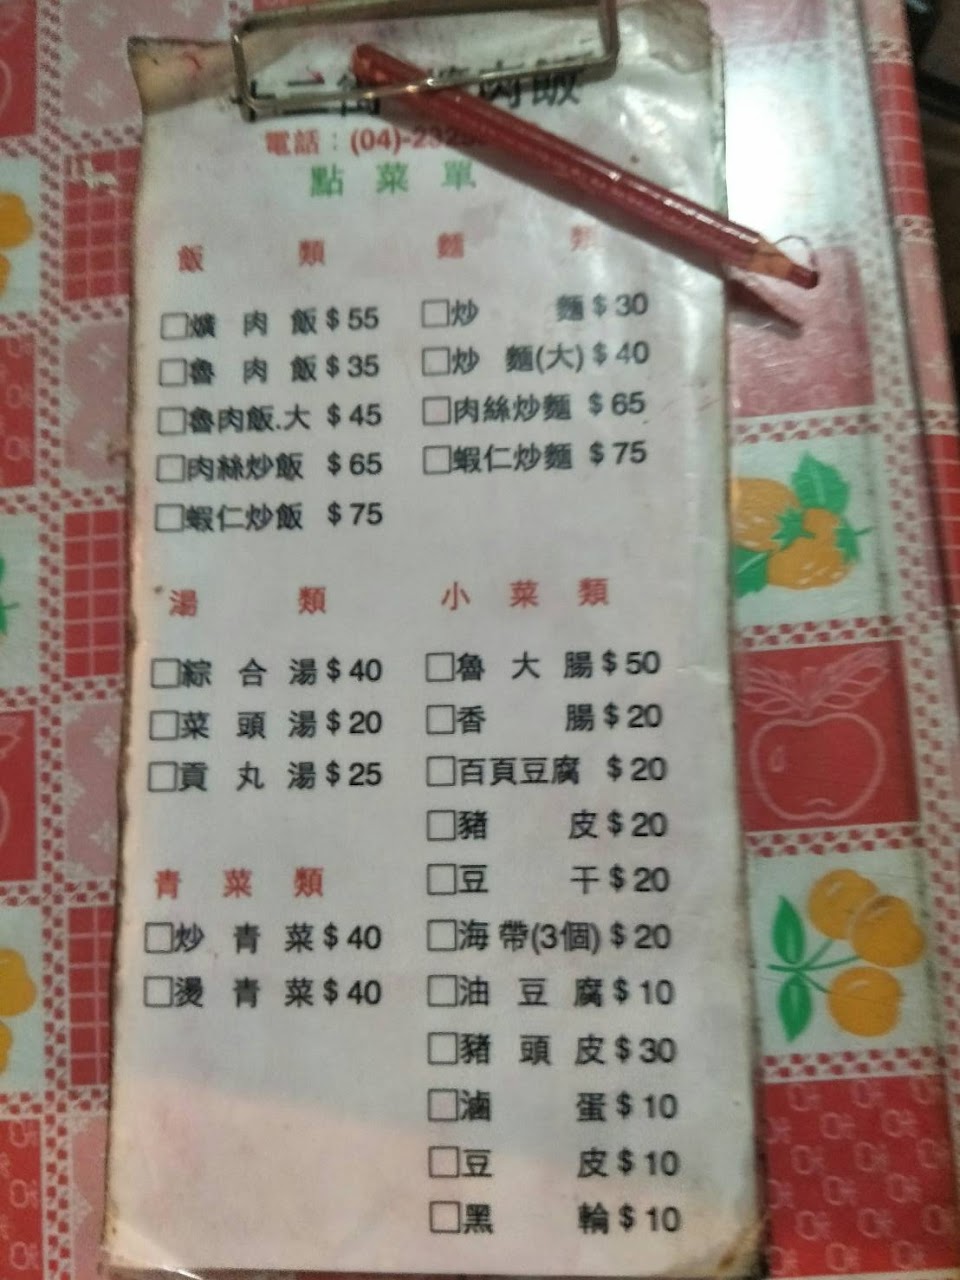 二街 肉飯
電話：(04)-232
點菜單
飯類
□爌肉飯$55
□魯肉飯$35
□魯肉飯.大 $45
□肉絲炒飯 $65
□蝦仁炒飯 $75
麵類
□炒麵$30
□炒麵(大)$40
□肉絲炒麵 $65
□蝦仁炒麵 $75
湯類
□綜合湯$40
□菜頭湯$20
□貢丸湯$25
青菜類
□炒青菜$40
□燙青菜$40
小菜類
□魯大腸$50
□香腸$20
□百頁豆腐 $20
□豬皮$20
□豆干$20
□海帶(3個)$20
□油豆腐$10
□豬頭皮$30
□滷蛋$10
□豆皮$10
□黑輪$10